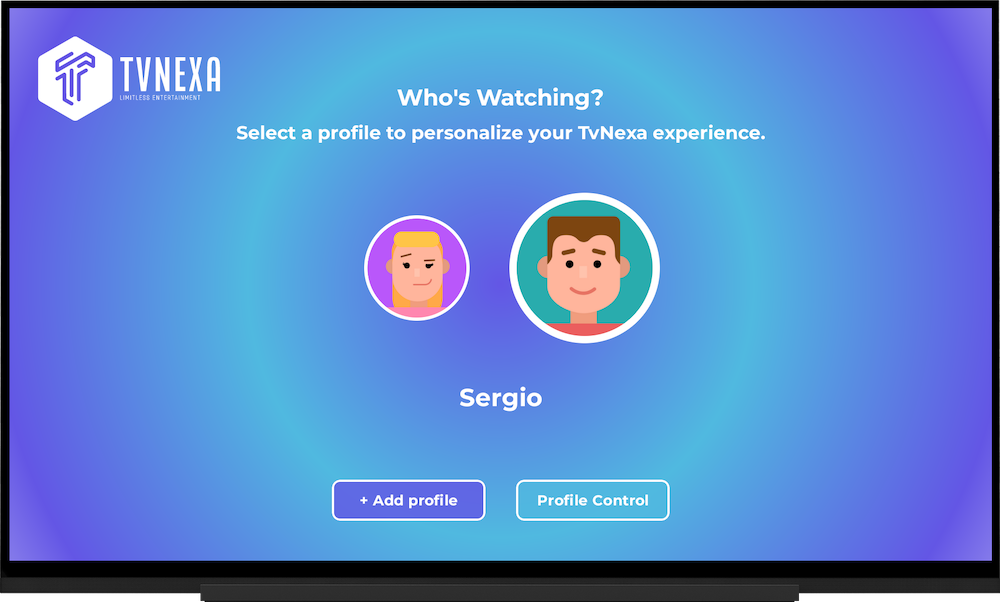 TVNEXA
LIMITLESS ENTERTAINMENT
Who's Watching?
Select a profile to personalize your TvNexa experience.
Sergio
+ Add profile
Profile Control